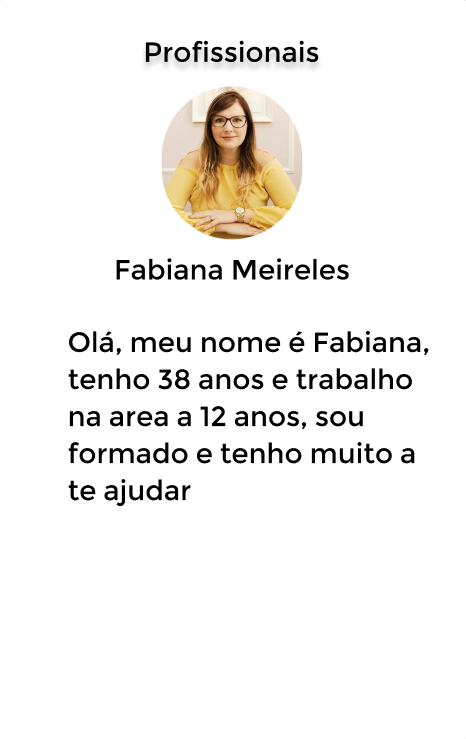 Profissionais
Fabiana Meireles
Olá, meu nome é Fabiana,
tenho 38 anos e trabalho
na area a 12 anos, sou
formado e tenho muito a
te ajudar